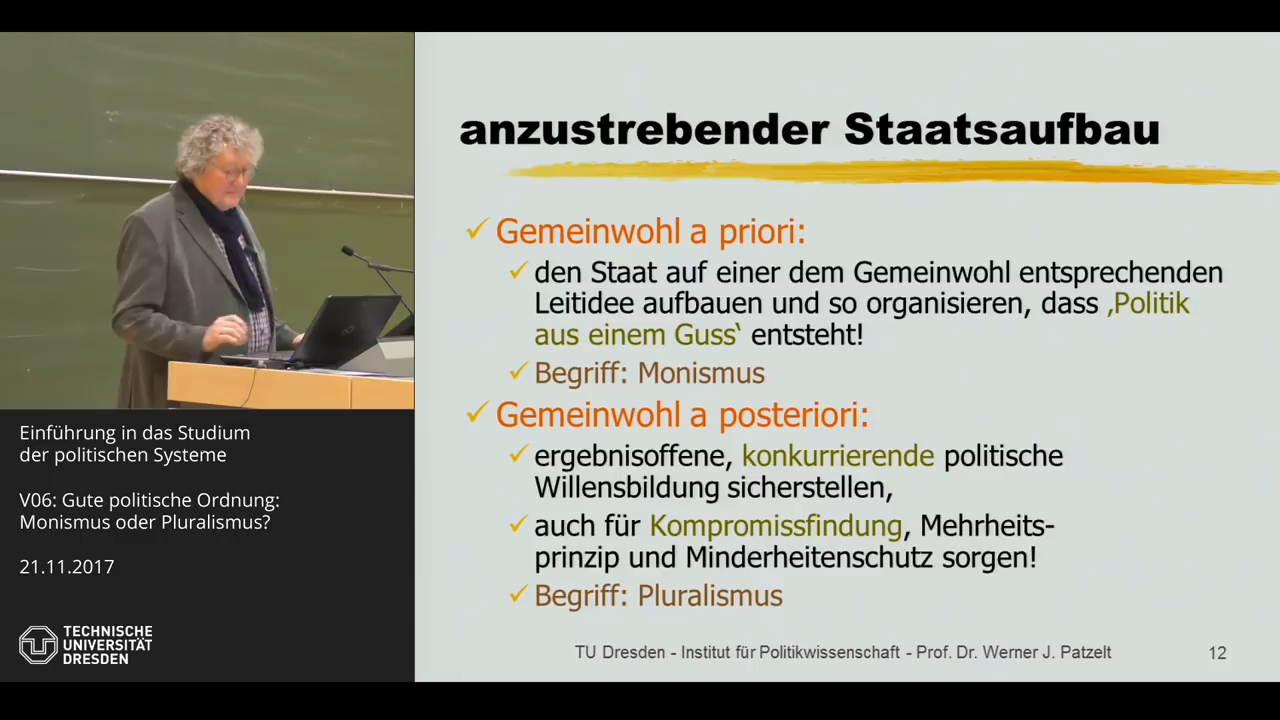 anzustrebender Staatsaufbau
Gemeinwohl a priori:
den Staat auf einer dem Gemeinwohl entsprechenden
Leitidee aufbauen und so organisieren, dass ‚Politik
aus einem Guss‘ entsteht!
Begriff: Monismus
Gemeinwohl a posteriori:
ergebnisoffene, konkurrierende politische
Willensbildung sicherstellen,
auch für Kompromissfindung, Mehrheits-
prinzip und Minderheitenschutz sorgen!
Begriff: Pluralismus
TU Dresden - Institut für Politikwissenschaft - Prof. Dr. Werner J. Patzelt
12
Einführung in das Studium
der politischen Systeme
V06: Gute politische Ordnung:
Monismus oder Pluralismus?
21.11.2017
TECHNISCHE
UNIVERSITÄT
DRESDEN